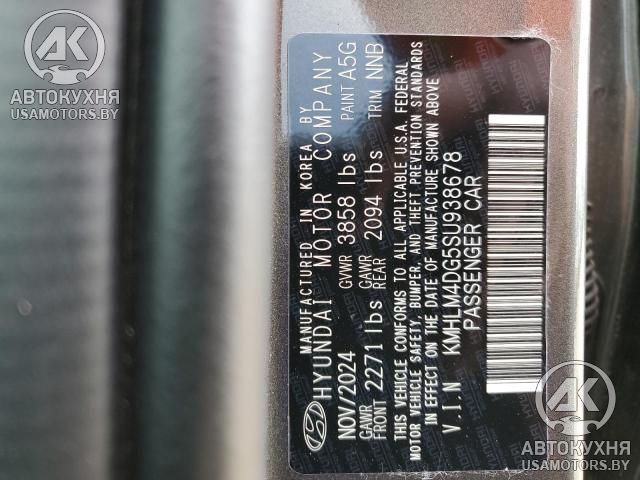 MANUFACTURED IN KOREA BY
HYUNDAI MOTOR COMPANY
NOV/2024 GVWR 3858 lbs PAINT A5G
GAWR FRONT 2271 lbs GAWR REAR 2094 lbs TRIM NNB
THIS VEHICLE CONFORMS TO ALL APPLICABLE U.S.A. FEDERAL
MOTOR VEHICLE SAFETY, BUMPER, AND THEFT PREVENTION STANDARDS
IN EFFECT ON THE DATE OF MANUFACTURE SHOWN ABOVE
V.I.N KMHLM4DG5SU938678
PASSENGER CAR
АК
АВТОКУХНЯ
USAMOTORS.BY
АК
АВТОКУХНЯ
USAMOTORS.BY